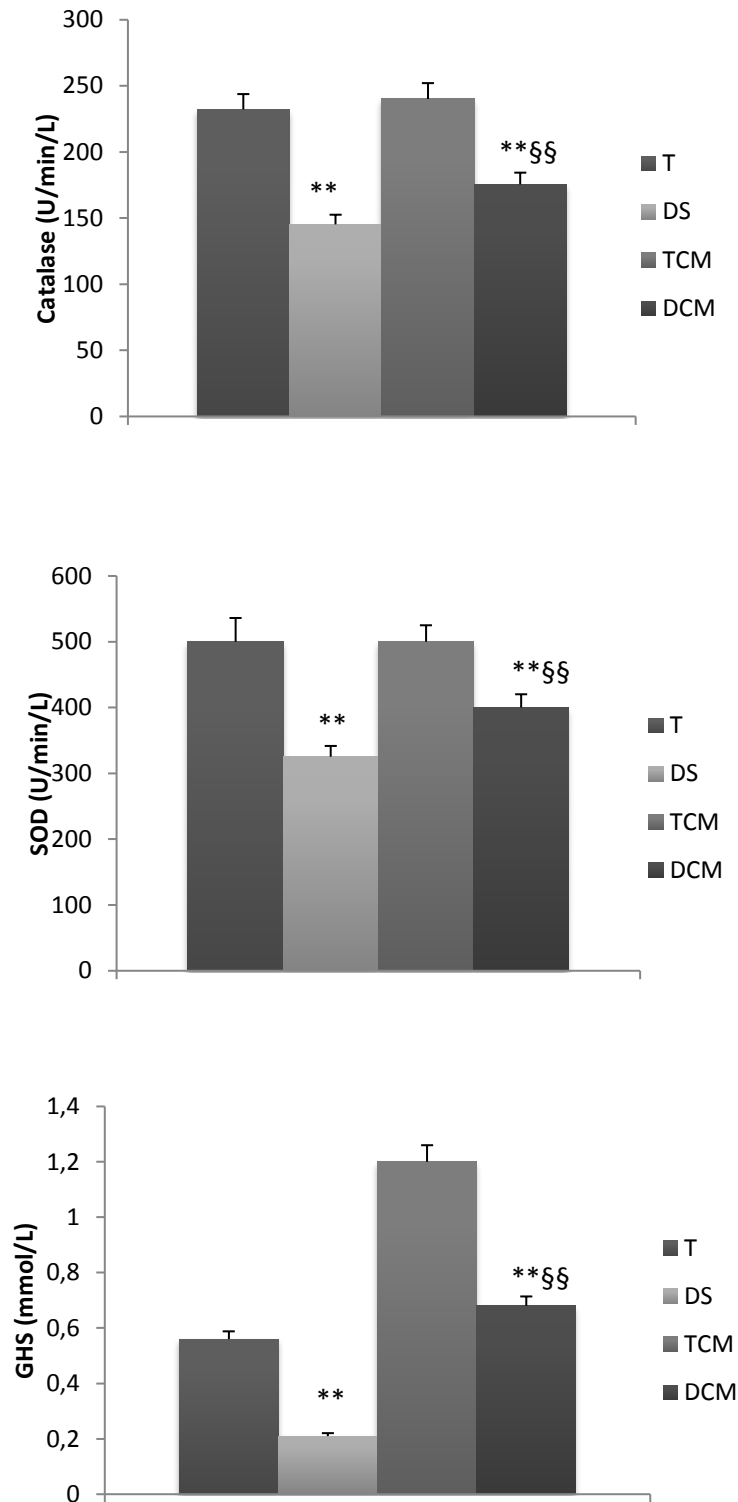 Catalase (U/min/L)
300
250
200
150
100
50
0
**
**§§
T
DS
TCM
DCM
SOD (U/min/L)
600
500
400
300
200
100
0
**
**§§
T
DS
TCM
DCM
GHS (mmol/L)
1,4
1,2
1
0,8
0,6
0,4
0,2
0
**
**§§
T
DS
TCM
DCM